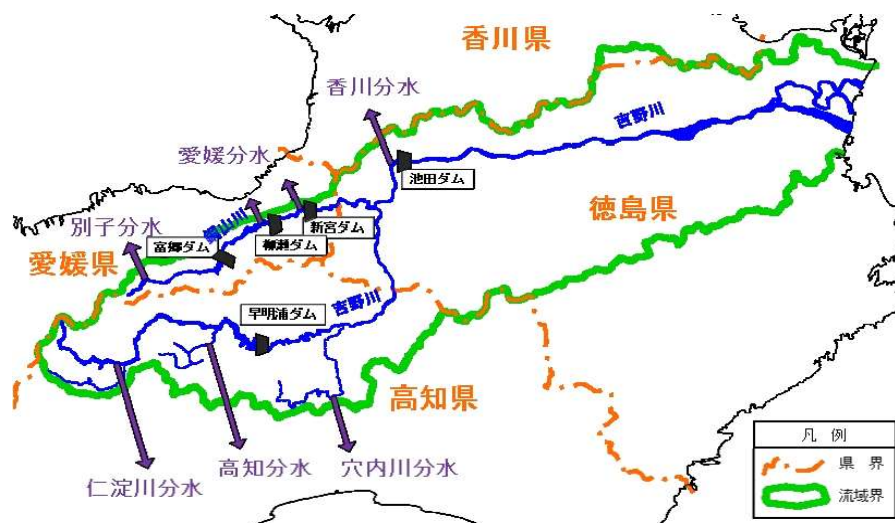 香川県
香川分水
吉野川
愛媛分水
池田ダム
銅山川
徳島県
別子分水
新宮ダム
柳瀬ダム
富郷ダム
愛媛県
早明浦ダム
吉野川
高知県
凡 例
県 界
流域界
仁淀川分水
高知分水
穴内川分水